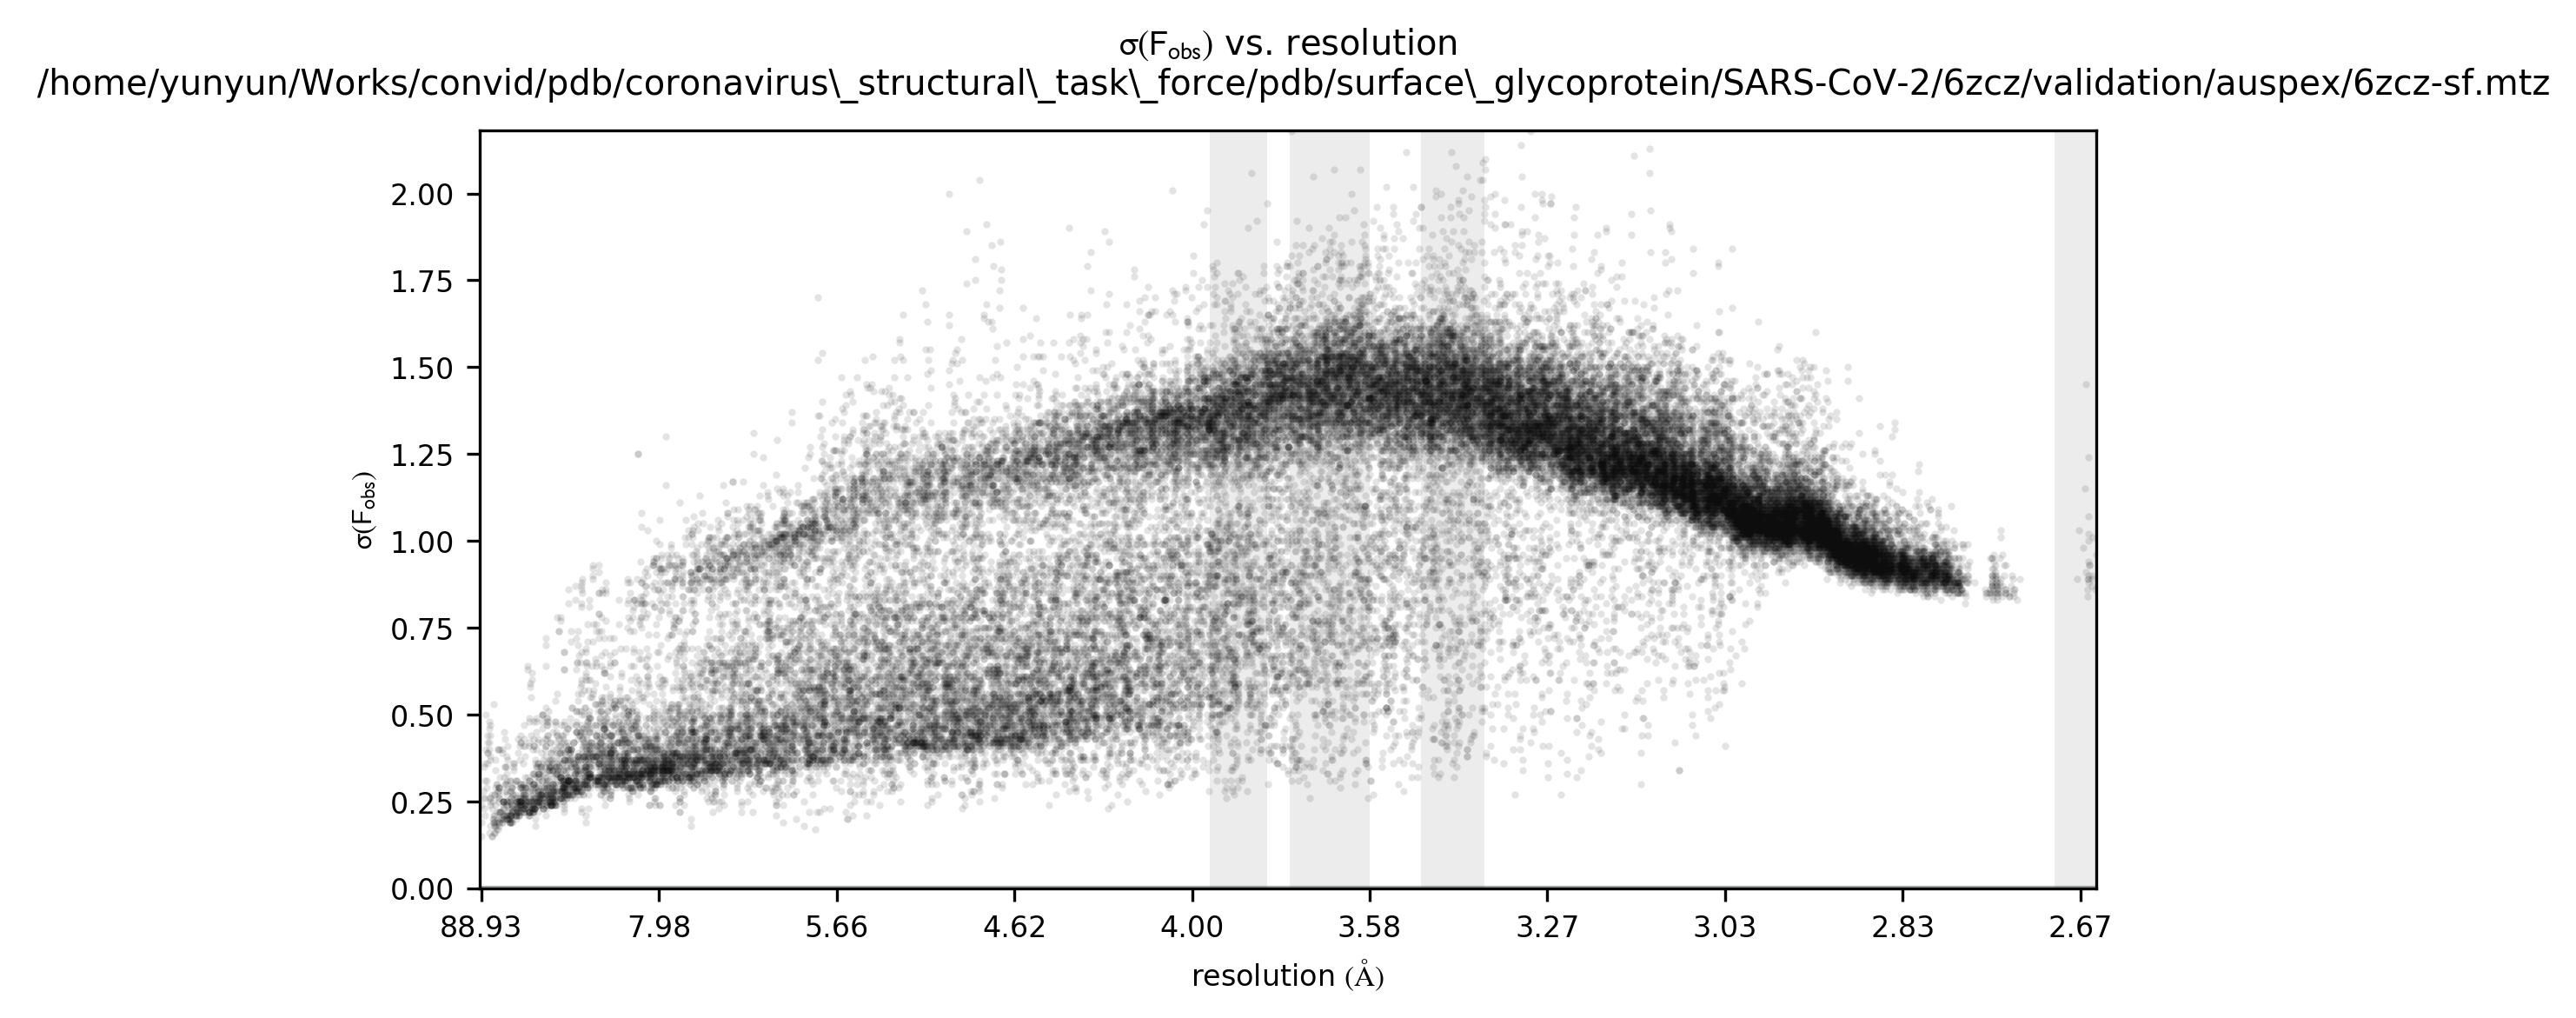 σ(Fobs) vs. resolution
/home/yunyun/Works/convid/pdb/coronavirus\_structural\_task\_force/pdb/surface\_glycoprotein/SARS-CoV-2/6zcz/validation/auspex/6zcz-sf.mtz
σ(Fobs)
2.00
1.75
1.50
1.25
1.00
0.75
0.50
0.25
0.00
88.93 7.98 5.66 4.62 4.00 3.58 3.27 3.03 2.83 2.67
resolution (Å)